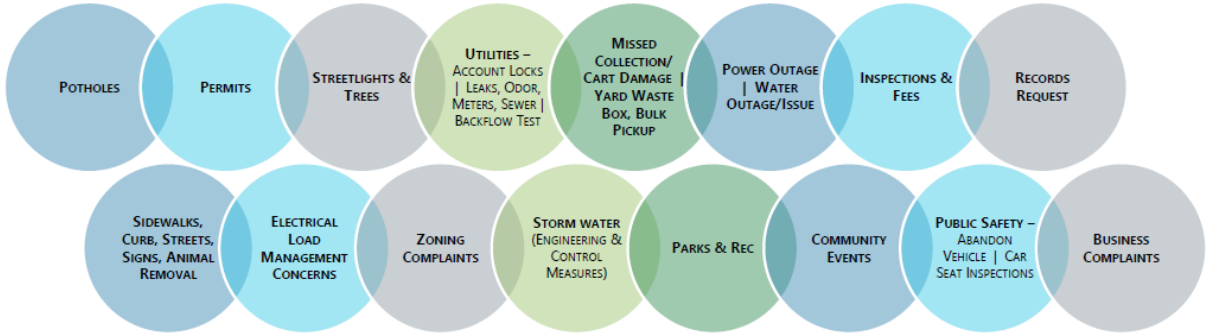 POTHOLES
PERMITS
STREETLIGHTS &
TREES
UTILITIES –
ACCOUNT LOCKS
| LEAKS, ODOR,
METERS, SEWER |
BACKFLOW TEST
MISSED
COLLECTION/
CART DAMAGE |
YARD WASTE
BOX, BULK
PICKUP
POWER OUTAGE
| WATER
OUTAGE/ISSUE
INSPECTIONS &
FEES
RECORDS
REQUEST
SIDEWALKS,
CURB, STREETS,
SIGNS, ANIMAL
REMOVAL
ELECTRICAL
LOAD
MANAGEMENT
CONCERNS
ZONING
COMPLAINTS
STORM WATER
(ENGINEERING &
CONTROL
MEASURES)
PARKS & REC
COMMUNITY
EVENTS
PUBLIC SAFETY –
ABANDON
VEHICLE | CAR
SEAT INSPECTIONS
BUSINESS
COMPLAINTS